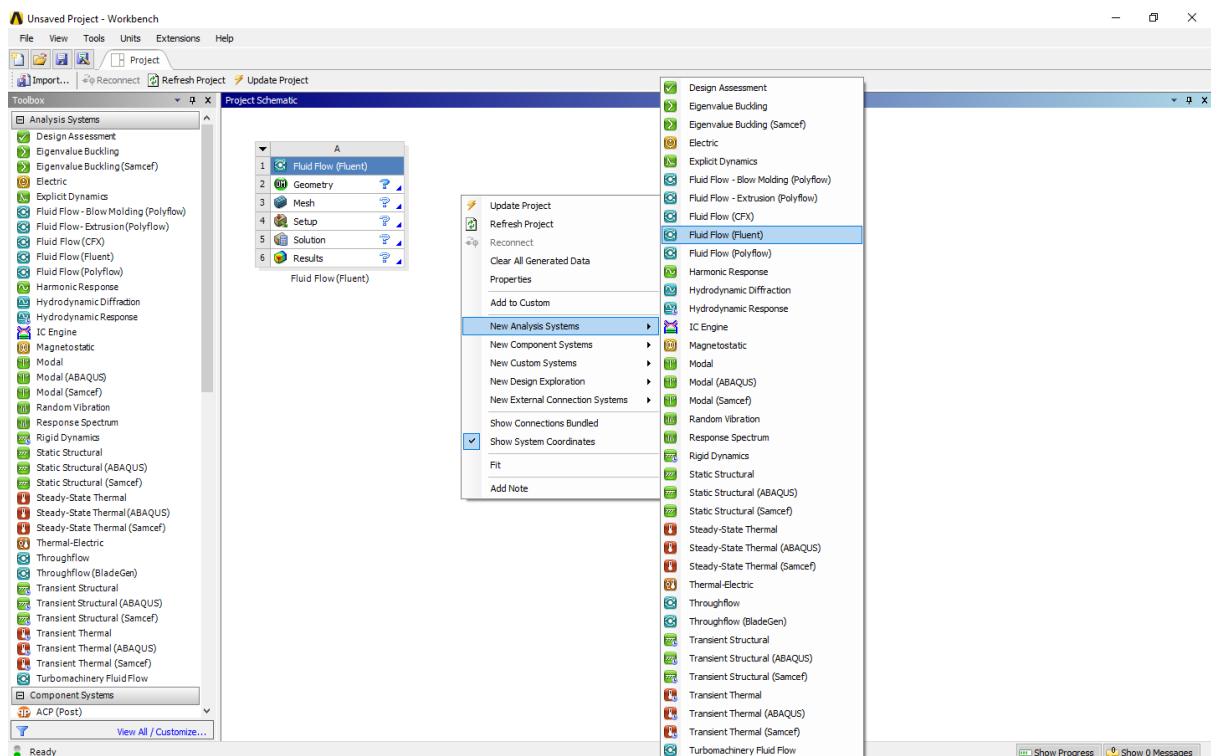 Unsaved Project - Workbench
File View Tools Units Extensions Help
Project
Import... Reconnect Refresh Project Update Project
Toolbox
Analysis Systems
Design Assessment
Eigenvalue Buckling
Eigenvalue Buckling (Samcef)
Electric
Explicit Dynamics
Fluid Flow - Blow Molding (Polyflow)
Fluid Flow - Extrusion (Polyflow)
Fluid Flow (CFX)
Fluid Flow (Fluent)
Fluid Flow (Polyflow)
Harmonic Response
Hydrodynamic Diffraction
Hydrodynamic Response
IC Engine
Magnetostatic
Modal
Modal (ABAQUS)
Modal (Samcef)
Random Vibration
Response Spectrum
Rigid Dynamics
Static Structural
Static Structural (ABAQUS)
Static Structural (Samcef)
Steady-State Thermal
Steady-State Thermal (ABAQUS)
Steady-State Thermal (Samcef)
Thermal-Electric
Throughflow
Throughflow (BladeGen)
Transient Structural
Transient Structural (ABAQUS)
Transient Structural (Samcef)
Transient Thermal
Transient Thermal (ABAQUS)
Transient Thermal (Samcef)
Turbomachinery Fluid Flow
Component Systems
ACP (Post)
View All / Customize...
Project Schematic
A
1 Fluid Flow (Fluent)
2 Geometry ?
3 Mesh ?
4 Setup ?
5 Solution ?
6 Results ?
Fluid Flow (Fluent)
Update Project
Refresh Project
Reconnect
Clear All Generated Data
Properties
Add to Custom
New Analysis Systems
New Component Systems
New Custom Systems
New Design Exploration
New External Connection Systems
Show Connections Bundled
Show System Coordinates
Fit
Add Note
Design Assessment
Eigenvalue Buckling
Eigenvalue Buckling (Samcef)
Electric
Explicit Dynamics
Fluid Flow - Blow Molding (Polyflow)
Fluid Flow - Extrusion (Polyflow)
Fluid Flow (CFX)
Fluid Flow (Fluent)
Fluid Flow (Polyflow)
Harmonic Response
Hydrodynamic Diffraction
Hydrodynamic Response
IC Engine
Magnetostatic
Modal
Modal (ABAQUS)
Modal (Samcef)
Random Vibration
Response Spectrum
Rigid Dynamics
Static Structural
Static Structural (ABAQUS)
Static Structural (Samcef)
Steady-State Thermal
Steady-State Thermal (ABAQUS)
Steady-State Thermal (Samcef)
Thermal-Electric
Throughflow
Throughflow (BladeGen)
Transient Structural
Transient Structural (ABAQUS)
Transient Structural (Samcef)
Transient Thermal
Transient Thermal (ABAQUS)
Transient Thermal (Samcef)
Turbomachinery Fluid Flow
Ready
Show Progress Show 0 Messages